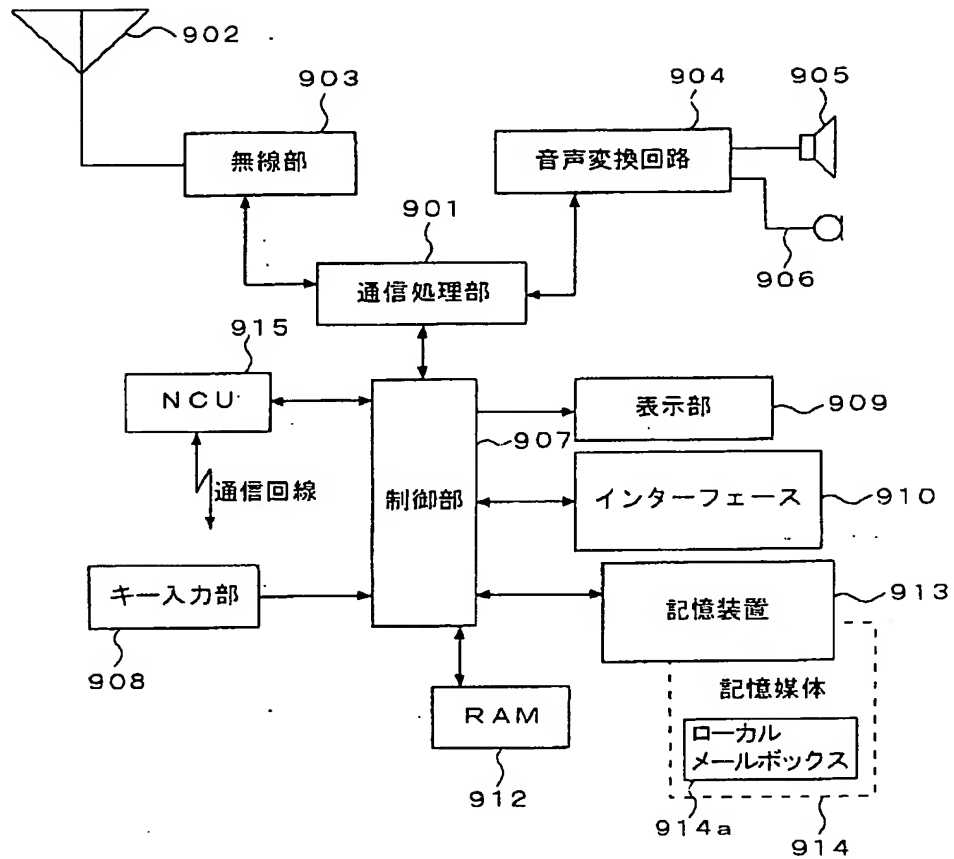 902
903
904
905
無線部
音声変換回路
901
906
通信処理部
915
NCU
表示部
909
907
通信回線
制御部
インターフェース
910
キー入力部
記憶装置
913
908
記憶媒体
RAM
ローカル
メールボックス
912
914a
914